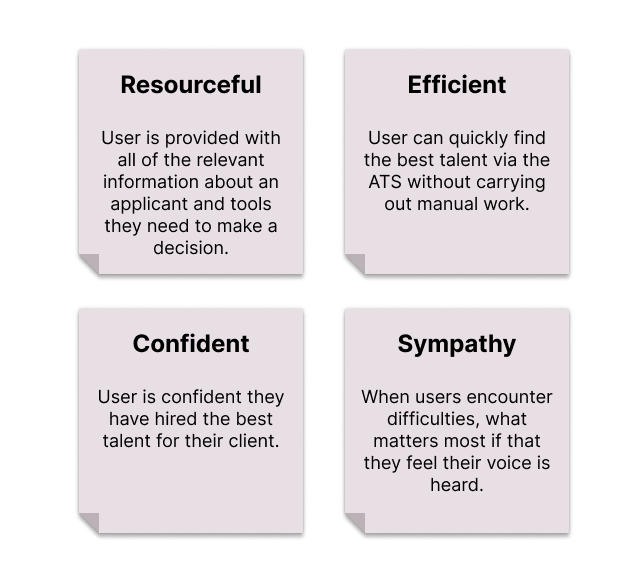 Resourceful
User is provided with
all of the relevant
information about an
applicant and tools
they need to make a
decision.
Efficient
User can quickly find
the best talent via the
ATS without carrying
out manual work.
Confident
User is confident they
have hired the best
talent for their client.
Sympathy
When users encounter
difficulties, what
matters most if that
they feel their voice is
heard.